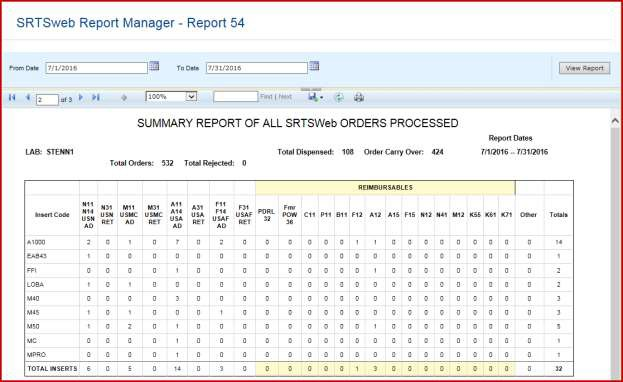 SRTSweb Report Manager - Report 54
From Date 7/1/2016 To Date 7/31/2016 View Report
2 of 3 100% Find | Next
SUMMARY REPORT OF ALL SRTSWeb ORDERS PROCESSED
Report Dates
LAB: STENN1 Total Dispensed: 108 Order Carry Over: 424 7/1/2016 -- 7/31/2016
Total Orders: 532 Total Rejected: 0
REIMBURSABLES
Insert Code N11 N14 USN AD N31 USN RET M11 USMC AD M31 USMC RET A11 A14 USA AD A31 USA RET F11 F14 USAF AD F31 USAF RET PDRL 32 Fmr POW 36 C11 P11 B11 F12 A12 A15 F15 N12 N41 M12 K55 K61 K71 Other Totals
A1000 2 0 1 0 7 0 2 0 0 0 0 0 0 1 1 0 0 0 0 0 0 0 0 0 14
EAB43 1 0 0 0 0 0 0 0 0 0 0 0 0 0 0 0 0 0 0 0 0 0 0 0 1
FFI 0 0 0 0 1 0 0 0 0 0 0 0 0 0 1 0 0 0 0 0 0 0 0 0 2
LOBA 1 0 1 0 0 0 0 0 0 0 0 0 0 0 0 0 0 0 0 0 0 0 0 0 2
M40 0 0 0 0 3 0 0 0 0 0 0 0 0 0 0 0 0 0 0 0 0 0 0 0 3
M45 1 0 1 0 0 0 1 0 0 0 0 0 0 0 0 0 0 0 0 0 0 0 0 0 3
M50 1 0 2 0 1 0 0 0 0 0 0 0 0 0 1 0 0 0 0 0 0 0 0 0 5
MC 0 0 0 0 1 0 0 0 0 0 0 0 0 0 0 0 0 0 0 0 0 0 0 0 1
MPRO 0 0 0 0 1 0 0 0 0 0 0 0 0 0 0 0 0 0 0 0 0 0 0 0 1
TOTAL INSERTS 6 0 5 0 14 0 3 0 0 0 0 0 0 1 3 0 0 0 0 0 0 0 0 0 32